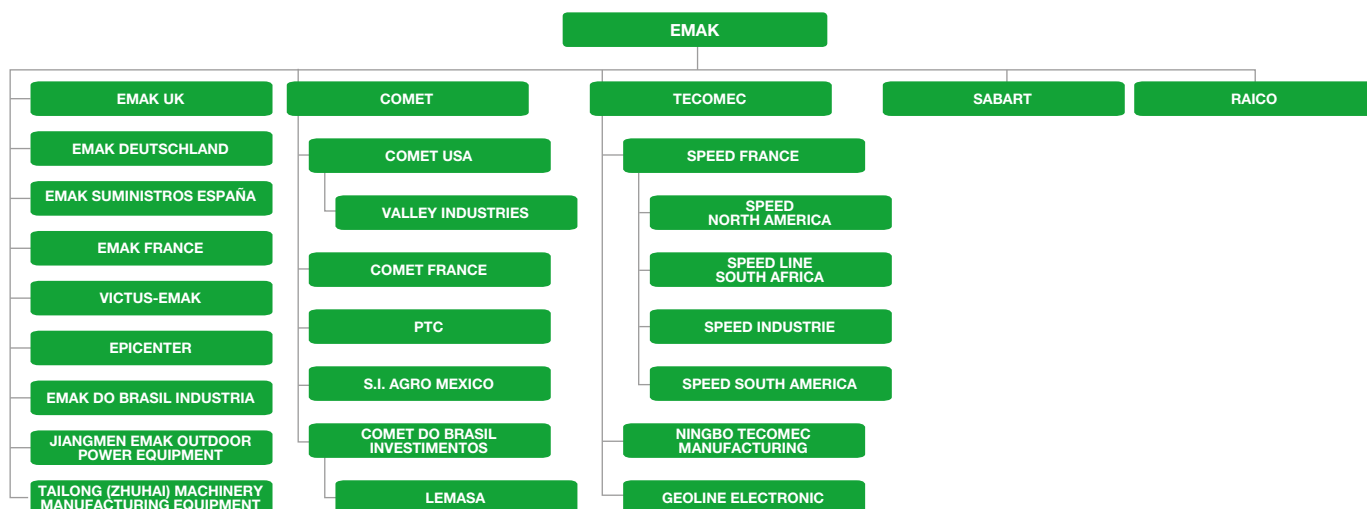 EMAK
EMAK UK
EMAK DEUTSCHLAND
EMAK SUMINISTROS ESPAÑA
EMAK FRANCE
VICTUS-EMAK
EPICENTER
EMAK DO BRASIL INDUSTRIA
JIANGMEN EMAK OUTDOOR
POWER EQUIPMENT
TAILONG (ZHUHAI) MACHINERY
MANUFACTURING EQUIPMENT
COMET
COMET USA
VALLEY INDUSTRIES
COMET FRANCE
PTC
S.I. AGRO MEXICO
COMET DO BRASIL
INVESTIMENTOS
LEMASA
TECOMEC
SPEED FRANCE
SPEED
NORTH AMERICA
SPEED LINE
SOUTH AFRICA
SPEED INDUSTRIE
SPEED SOUTH AMERICA
NINGBO TECOMEC
MANUFACTURING
GEOLINE ELECTRONIC
SABART
RAICO